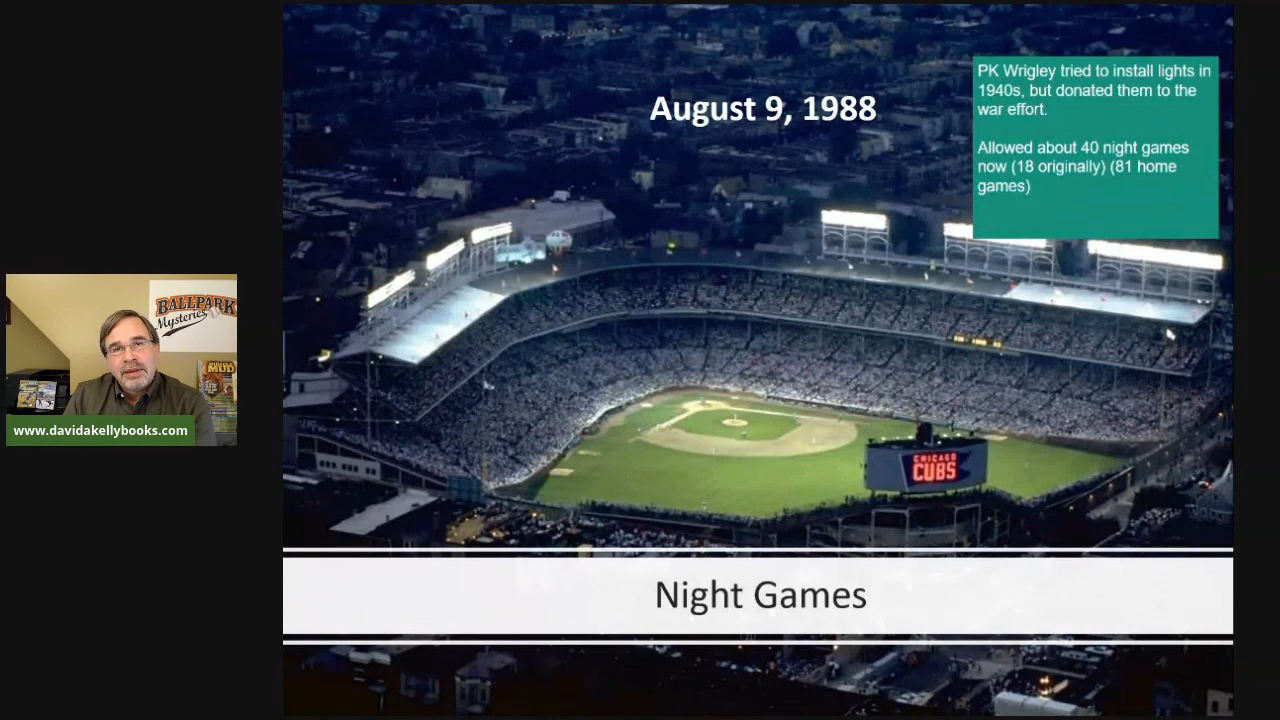 August 9, 1988
PK Wrigley tried to install lights in
1940s, but donated them to the
war effort.
Allowed about 40 night games
now (18 originally) (81 home
games)
BALLPARK
Mysteries
MUD
www.davidakellybooks.com
CHICAGO
CUBS
Night Games